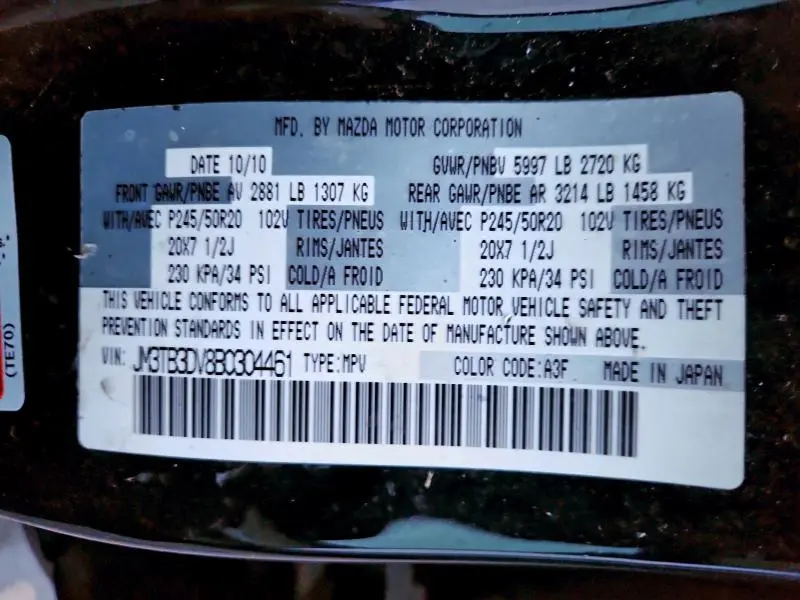 MFD. BY MAZDA MOTOR CORPORATION
DATE 10/10 GVWR/PNBV 5997 LB 2720 KG
FRONT GAWR/PNBE AV 2881 LB 1307 KG REAR GAWR/PNBE AR 3214 LB 1458 KG
WITH/AVEC P245/50R20 102V TIRES/PNEUS WITH/AVEC P245/50R20 102V TIRES/PNEUS
20X7 1/2J RIMS/JANTES 20X7 1/2J RIMS/JANTES
230 KPA/34 PSI COLD/A FROID 230 KPA/34 PSI COLD/A FROID
THIS VEHICLE CONFORMS TO ALL APPLICABLE FEDERAL MOTOR VEHICLE SAFETY AND THEFT
PREVENTION STANDARDS IN EFFECT ON THE DATE OF MANUFACTURE SHOWN ABOVE.
VIN: JM3TB3DV8B0304461 TYPE:MPV COLOR CODE:A3F MADE IN JAPAN
(TE70)